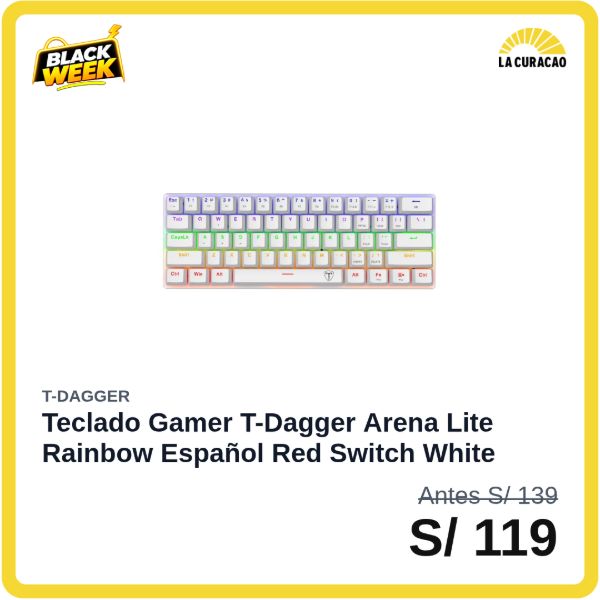 BLACK
WEEK
LA CURACAO
T-DAGGER
Teclado Gamer T-Dagger Arena Lite
Rainbow Español Red Switch White
Antes S/ 139
S/ 119